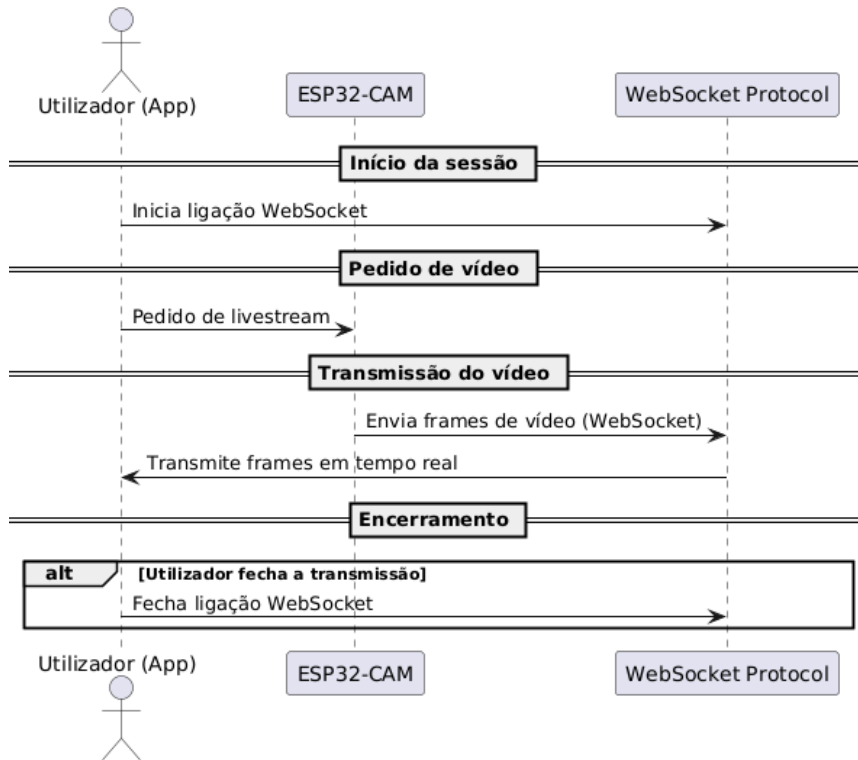 Utilizador (App)
ESP32-CAM
WebSocket Protocol
Início da sessão
Inicia ligação WebSocket
Pedido de vídeo
Pedido de livestream
Transmissão do vídeo
Envia frames de vídeo (WebSocket)
Transmite frames em tempo real
Encerramento
alt
[Utilizador fecha a transmissão]
Fecha ligação WebSocket
Utilizador (App)
ESP32-CAM
WebSocket Protocol